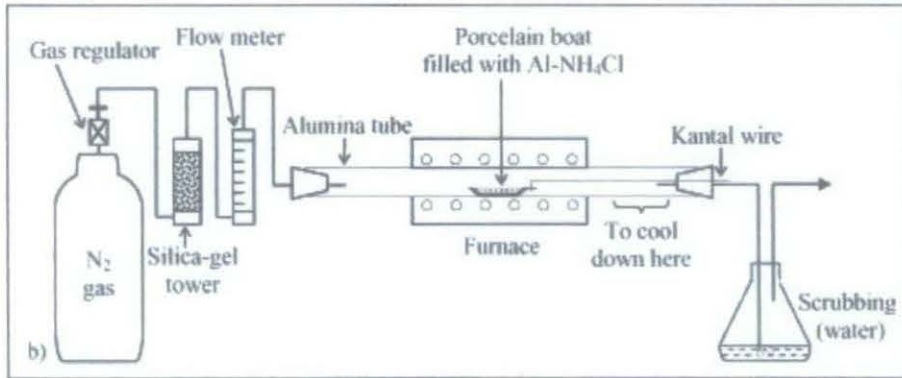 Gas regulator
Flow meter
Porcelain boat
filled with Al-NH₄Cl
Alumina tube
Kantal wire
Silica-gel
tower
N₂
gas
Furnace
To cool
down here
Scrubbing
(water)
b)